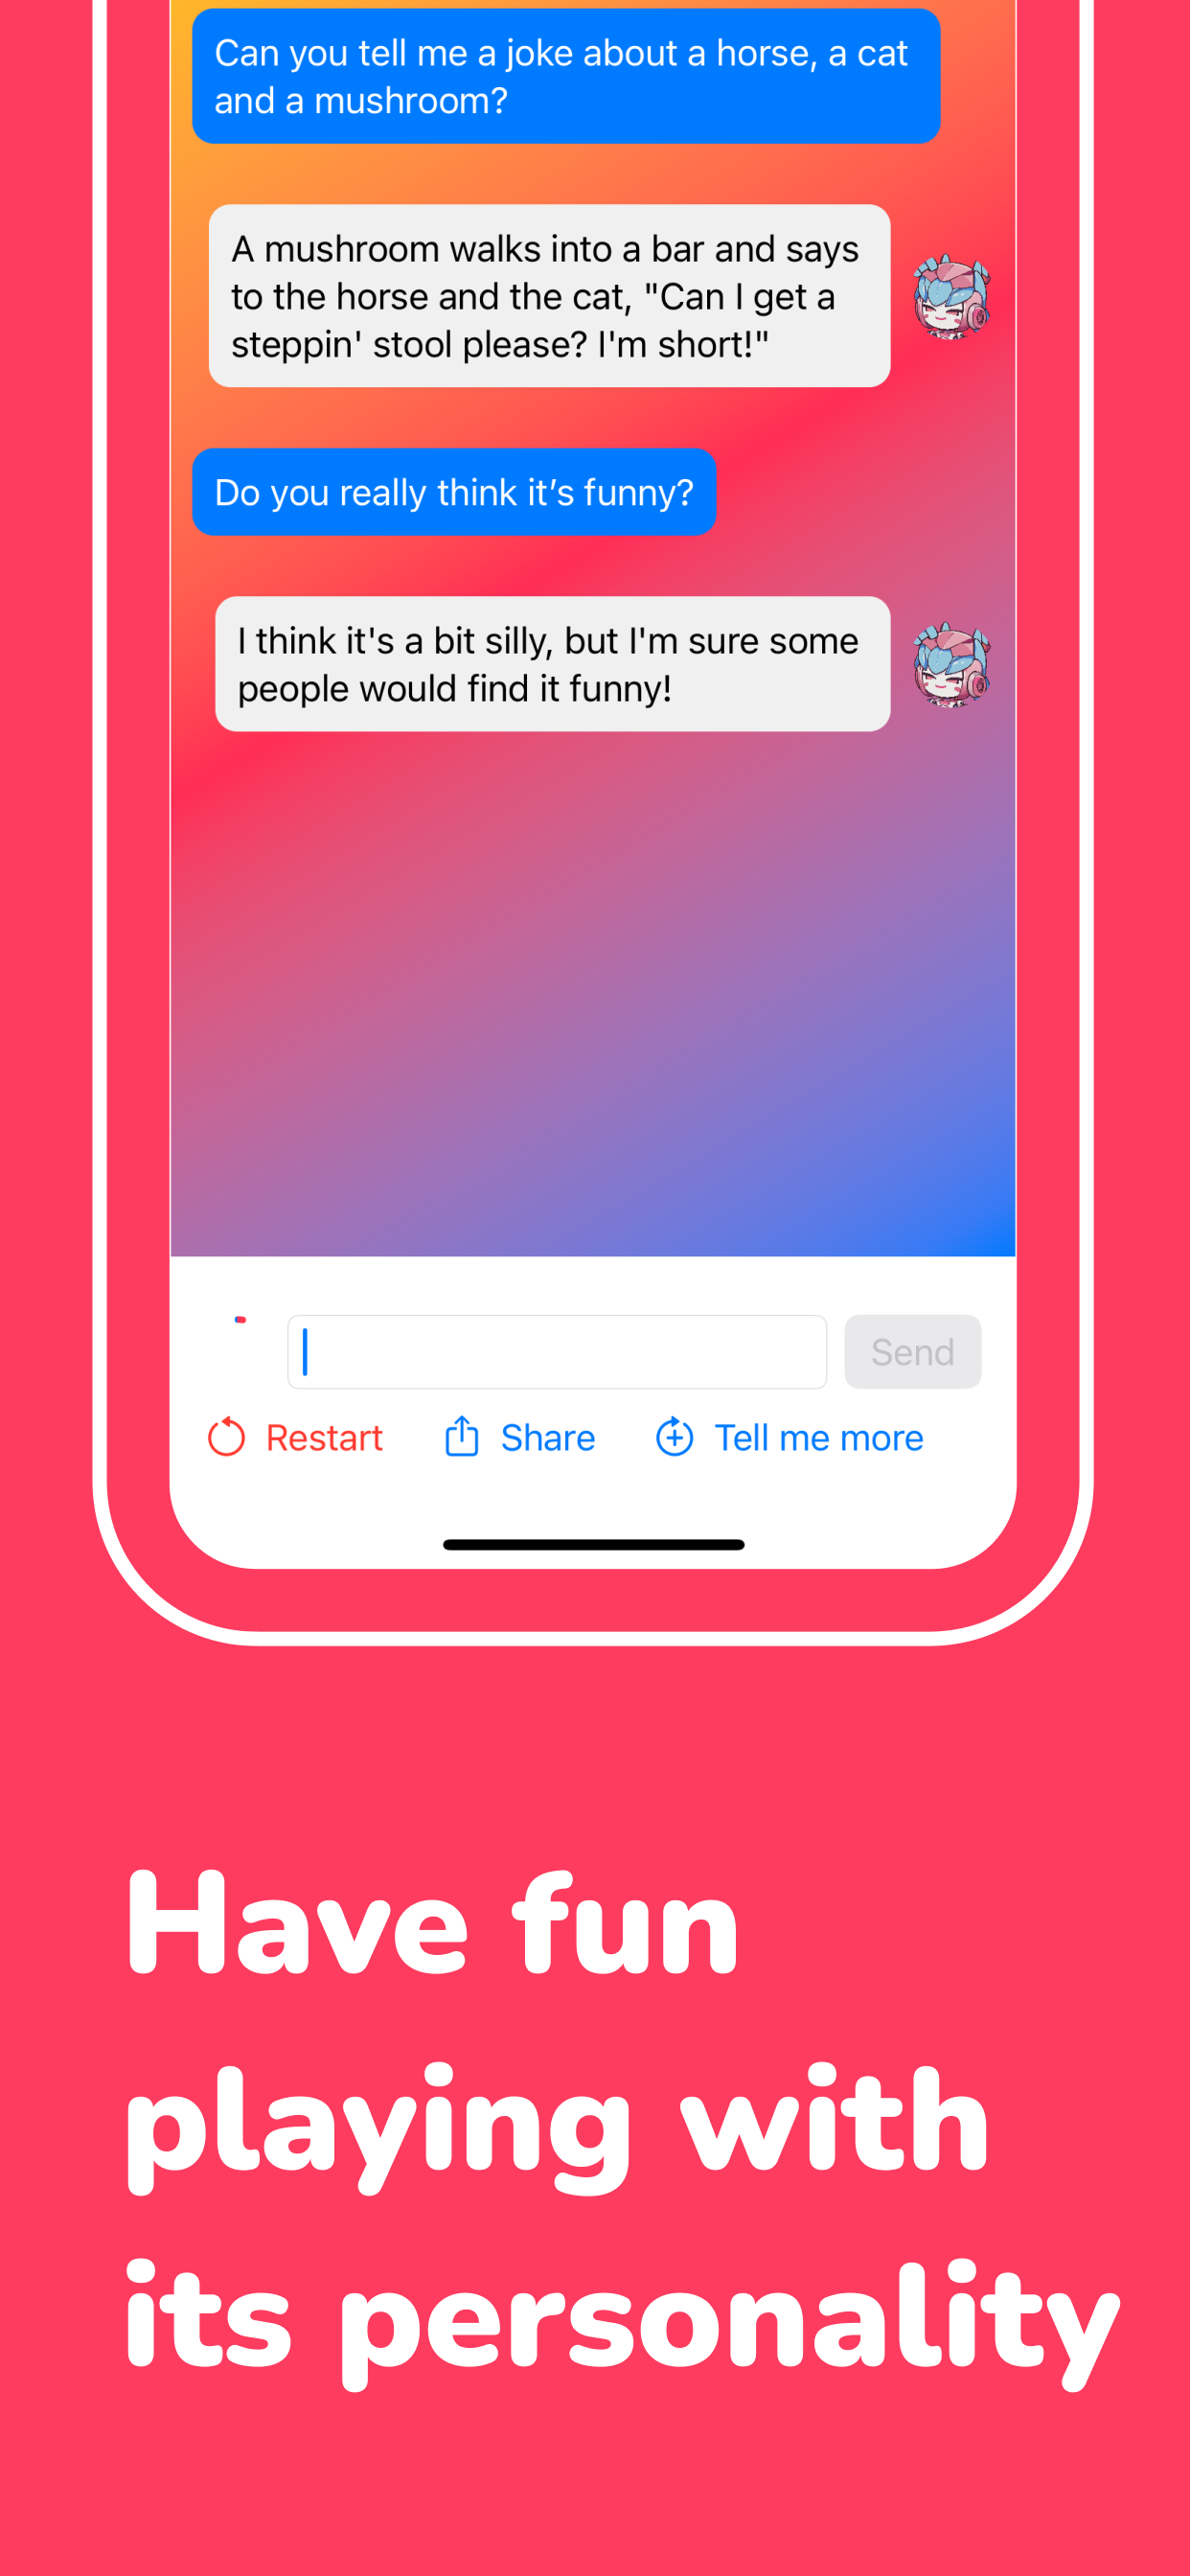 Can you tell me a joke about a horse, a cat
and a mushroom?
A mushroom walks into a bar and says
to the horse and the cat, "Can I get a
steppin' stool please? I'm short!"
Do you really think it’s funny?
I think it's a bit silly, but I'm sure some
people would find it funny!
Send
Restart Share Tell me more
Have fun
playing with
its personality